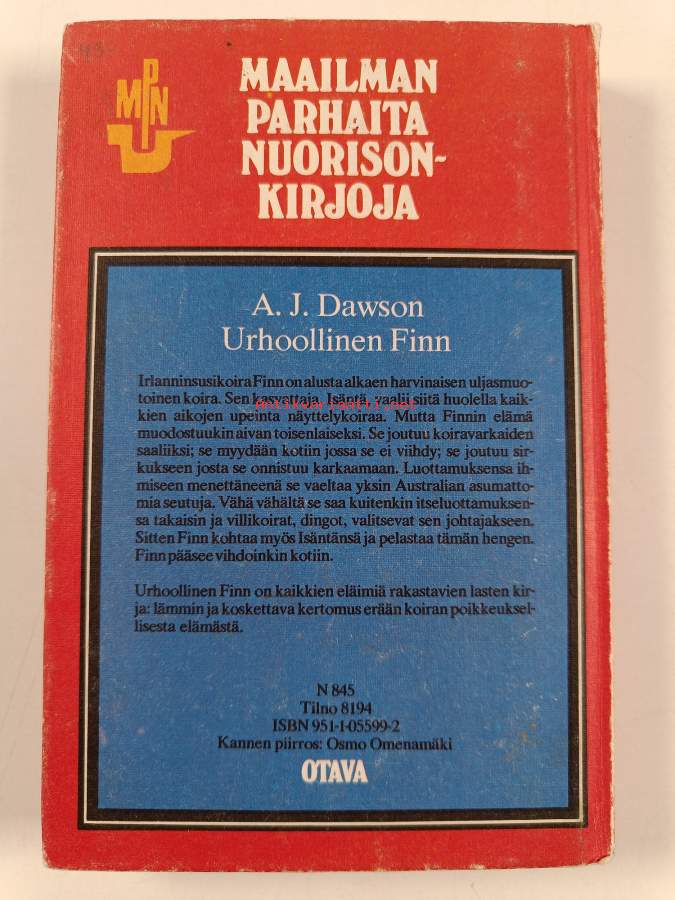 MPN
MAAILMAN
PARHAITA
NUORISON-
KIRJOJA
A. J. Dawson
Urhoollinen Finn
Irlanninsusikoira Finn on alusta alkaen harvinaisen uljasmuo-
toinen koira. Sen kasvattaja, Isäntä, vaalii siitä huolella kaik-
antikvariaatti.net
kien aikojen upeinta näyttelykoiraa. Mutta Finnin elämä
muodostuukin aivan toisenlaiseksi. Se joutuu koiravarkaiden
saaliiksi; se myydään kotiin jossa se ei viihdy; se joutuu sir-
kukseen josta se onnistuu karkaamaan. Luottamuksensa ih-
miseen menettäneenä se vaeltaa yksin Australian asumatto-
mia seutuja. Vähä vähältä se saa kuitenkin itseluottamuksen-
sa takaisin ja villikoirat, dingot, valitsevat sen johtajakseen.
Sitten Finn kohtaa myös Isäntänsä ja pelastaa tämän hengen.
Finn pääsee vihdoinkin kotiin.
Urhoollinen Finn on kaikkien eläimiä rakastavien lasten kir-
ja: lämmin ja koskettava kertomus erään koiran poikkeuksel-
lisesta elämästä.
N 845
Tilno 8194
ISBN 951-1-05599-2
Kannen piirros: Osmo Omenamäki
OTAVA